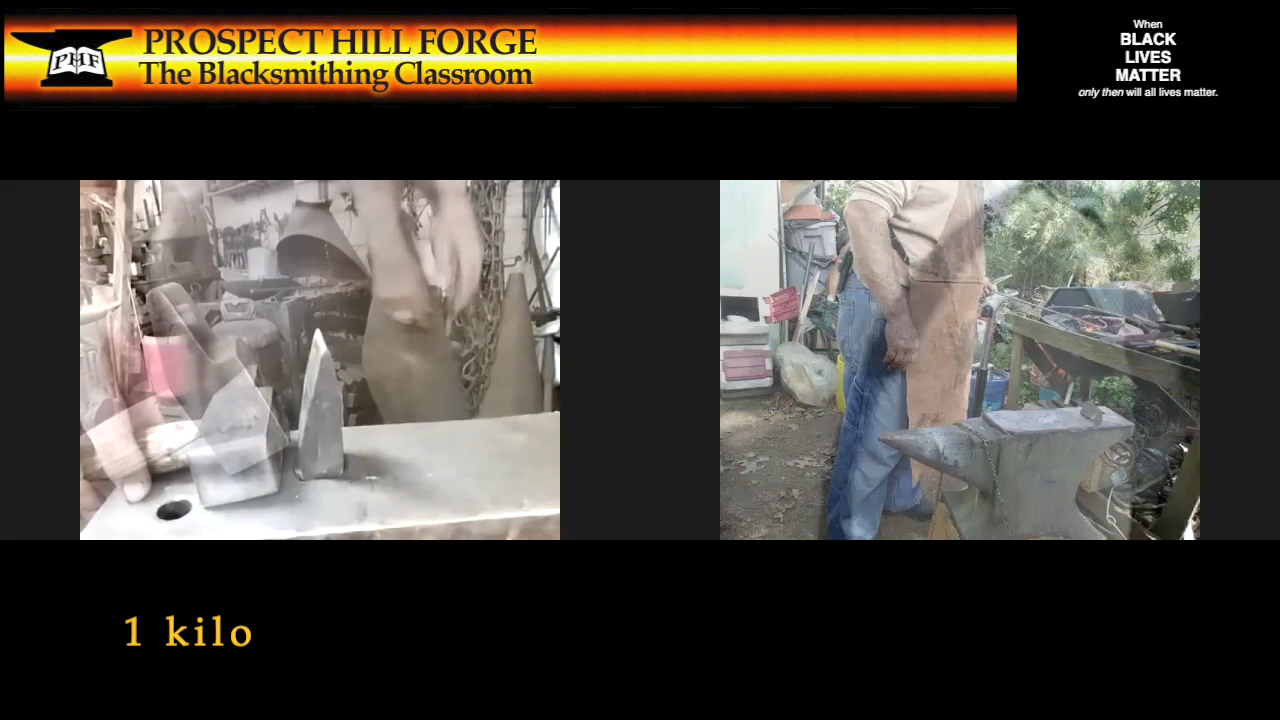 PHF
PROSPECT HILL FORGE
The Blacksmithing Classroom
When
BLACK
LIVES
MATTER
only then will all lives matter.
1 kilo